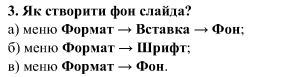 3. Як створити фон слайда?
а) меню Формат → Вставка → Фон;
б) меню Формат → Шрифт;
в) меню Формат → Фон.